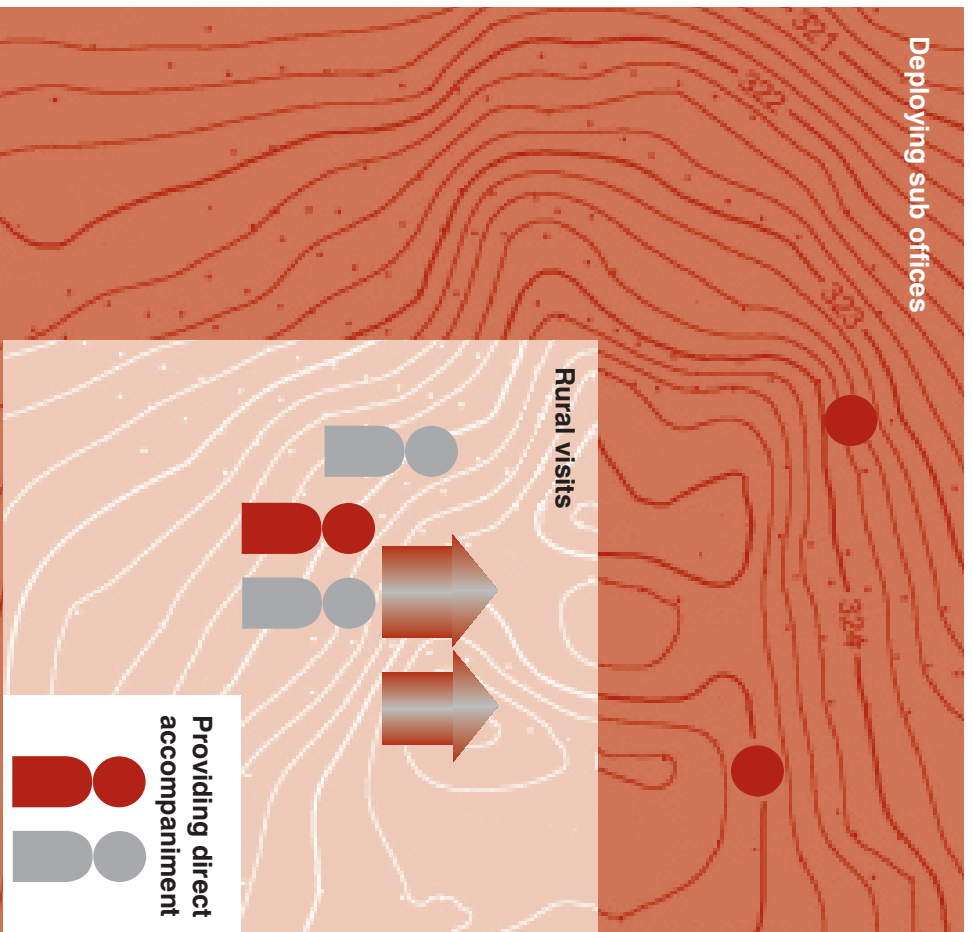 Deploying sub offices
Rural visits
Providing direct
accompaniment
321
322
323
324